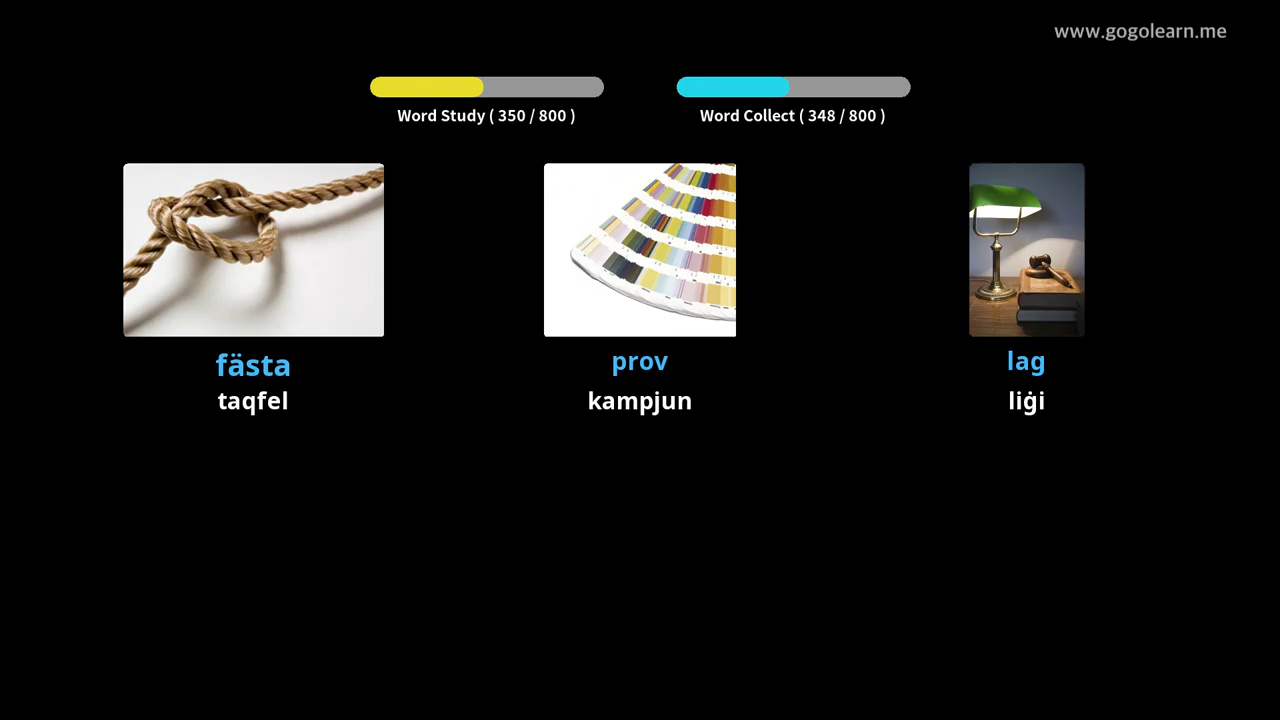 www.gogolearn.me
Word Study ( 350 / 800 )
Word Collect ( 348 / 800 )
fästa
prov
lag
taqfel
kampjun
liġi